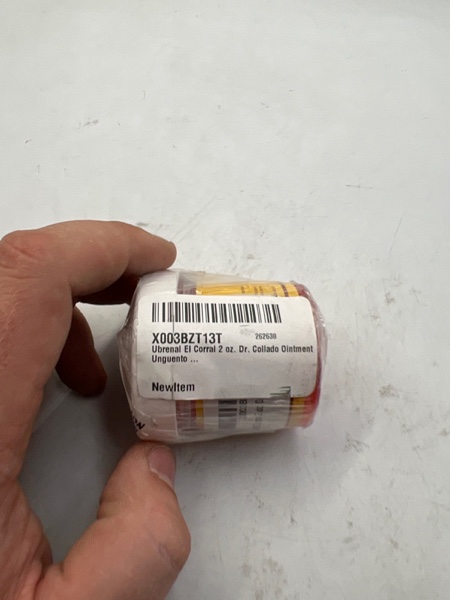 X003BZT13T
262639
Ubrenal El Corral 2 oz. Dr. Collado Ointment
Unguento ...
NewItem